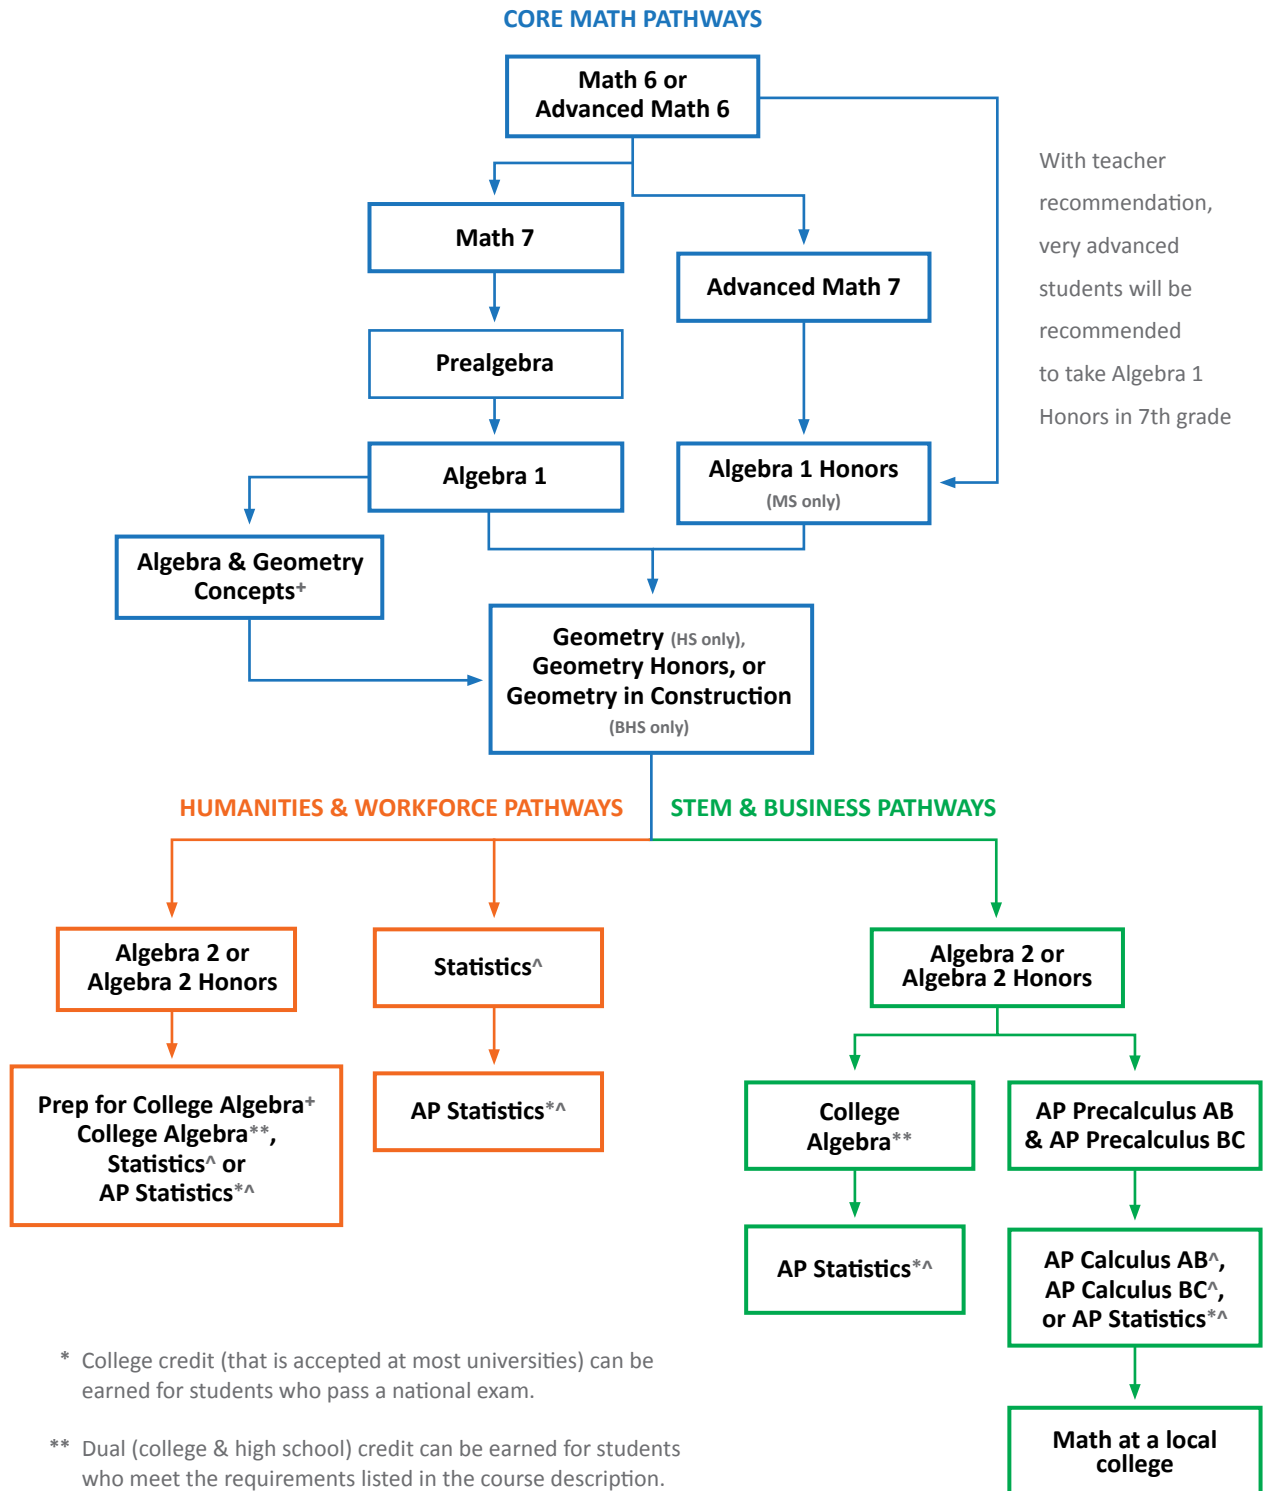 CORE MATH PATHWAYS
Math 6 or
Advanced Math 6
With teacher
recommendation,
very advanced
students will be
recommended
to take Algebra 1
Honors in 7th grade
Math 7
Advanced Math 7
Prealgebra
Algebra 1
Algebra 1 Honors
(MS only)
Algebra & Geometry
Concepts+
Geometry (HS only),
Geometry Honors, or
Geometry in Construction
(BHS only)
HUMANITIES & WORKFORCE PATHWAYS
STEM & BUSINESS PATHWAYS
Algebra 2 or
Algebra 2 Honors
Statistics^
Algebra 2 or
Algebra 2 Honors
Prep for College Algebra+
College Algebra**,
Statistics^ or
AP Statistics*^
AP Statistics*^
College
Algebra**
AP Precalculus AB
& AP Precalculus BC
AP Statistics*^
AP Calculus AB^,
AP Calculus BC^,
or AP Statistics*^
Math at a local
college
* College credit (that is accepted at most universities) can be
earned for students who pass a national exam.
** Dual (college & high school) credit can be earned for students
who meet the requirements listed in the course description.